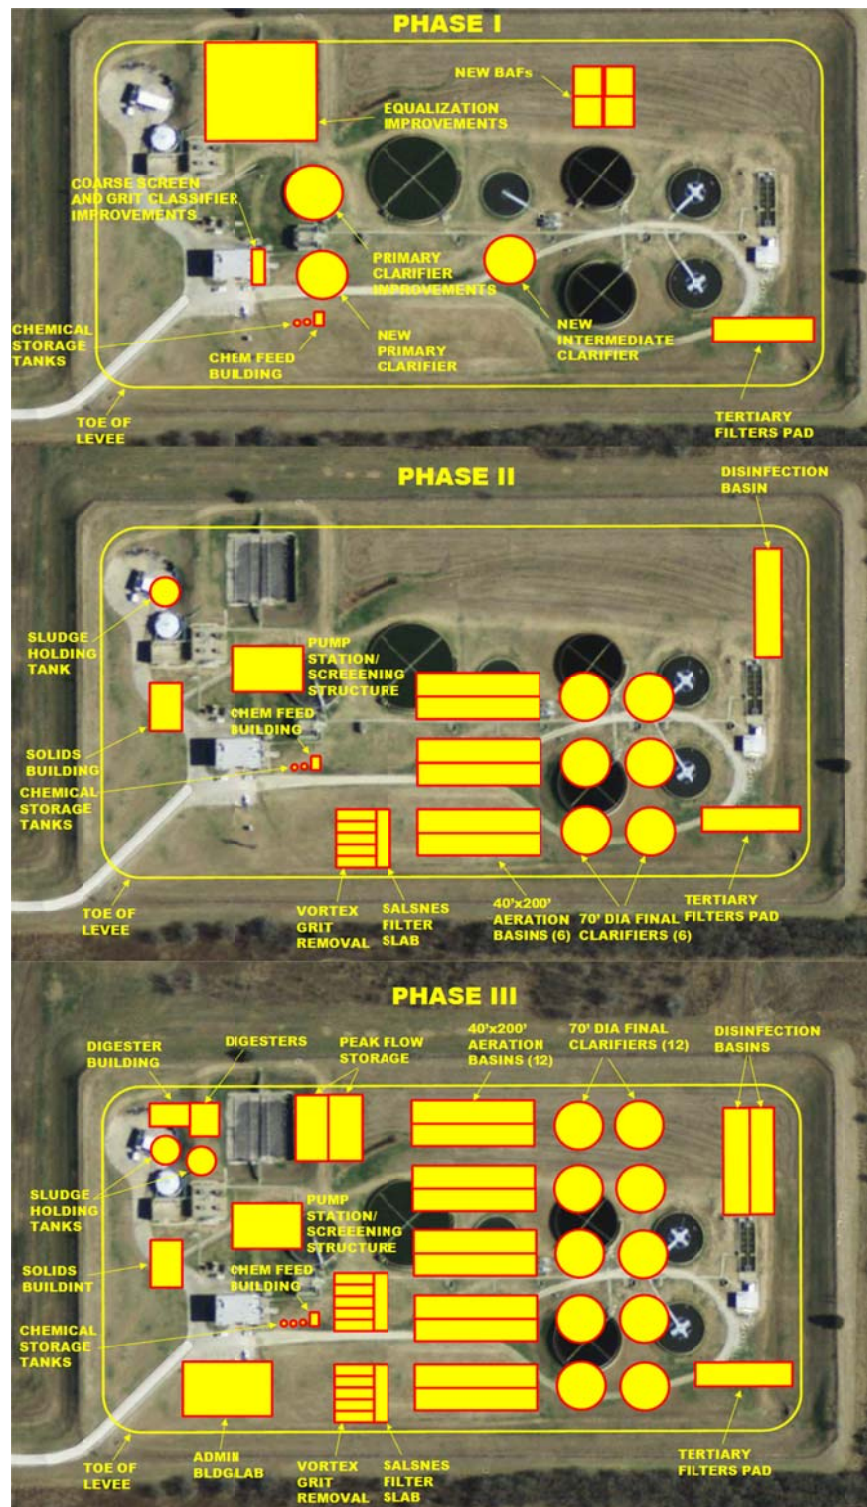 PHASE I
NEW BAFs
EQUALIZATION
IMPROVEMENTS
COARSE SCREEN
AND GRIT CLASSIFIER
IMPROVEMENTS
PRIMARY
CLARIFIER
INPROVEMENTS
CHEMICAL
STORAGE
TANKS
CHEM FEED
BUILDING
NEW
PRIMARY
CLARIFIER
NEW
INTERMEDIATE
CLARIFIER
TOE OF
LEVEE
TERTIARY
FILTERS PAD
PHASE II
DISINFECTION
BASIN
SLUDGE
HOLDING
TANK
PUMP
STATION/
SCREEENING
STRUCTURE
CHEM FEED
BUILDING
SOLIDS
BUILDING
CHEMICAL
STORAGE
TANKS
TOE OF
LEVEE
VORTEX
GRIT
REMOVAL
SALSNES
FILTER
SLAB
40'x200'
AERATION
BASINS (6)
70' DIA FINAL
CLARIFIERS (6)
TERTIARY
FILTERS PAD
PHASE III
DIGESTER
BUILDING
DIGESTERS
PEAK FLOW
STORAGE
40'x200'
AERATION
BASINS (12)
70' DIA FINAL
CLARIFIERS (12)
DISINFECTION
BASINS
SLUDGE
HOLDING
TANKS
PUMP
STATION/
SCREEENING
STRUCTURE
SOLIDS
BUILDINT
CHEM FEED
BUILDING
CHEMICAL
STORAGE
TANKS
TOE OF
LEVEE
ADMIN
BLDGLAB
VORTEX
GRIT
REMOVAL
SALSNES
FILTER
SLAB
TERTIARY
FILTERS PAD